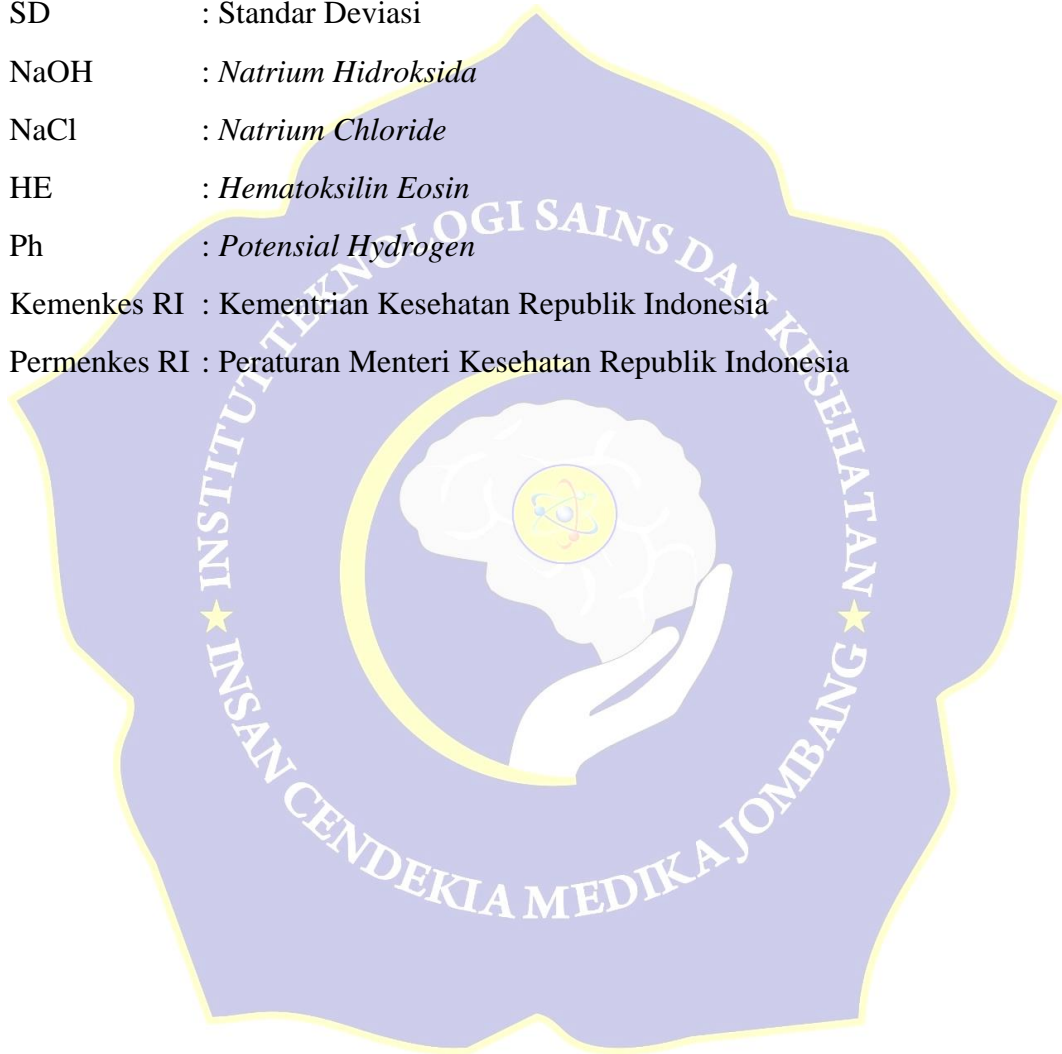 SD : Standar Deviasi
NaOH : Natrium Hidroksida
NaCl : Natrium Chloride
HE : Hematoksilin Eosin
Ph : Potensial Hydrogen
Kemenkes RI : Kementrian Kesehatan Republik Indonesia
Permenkes RI : Peraturan Menteri Kesehatan Republik Indonesia
INSTITUT TEKNOLOGI SAINS DAN KESEHATAN
INSAN CENDEKIA MEDIKA JOMBANG